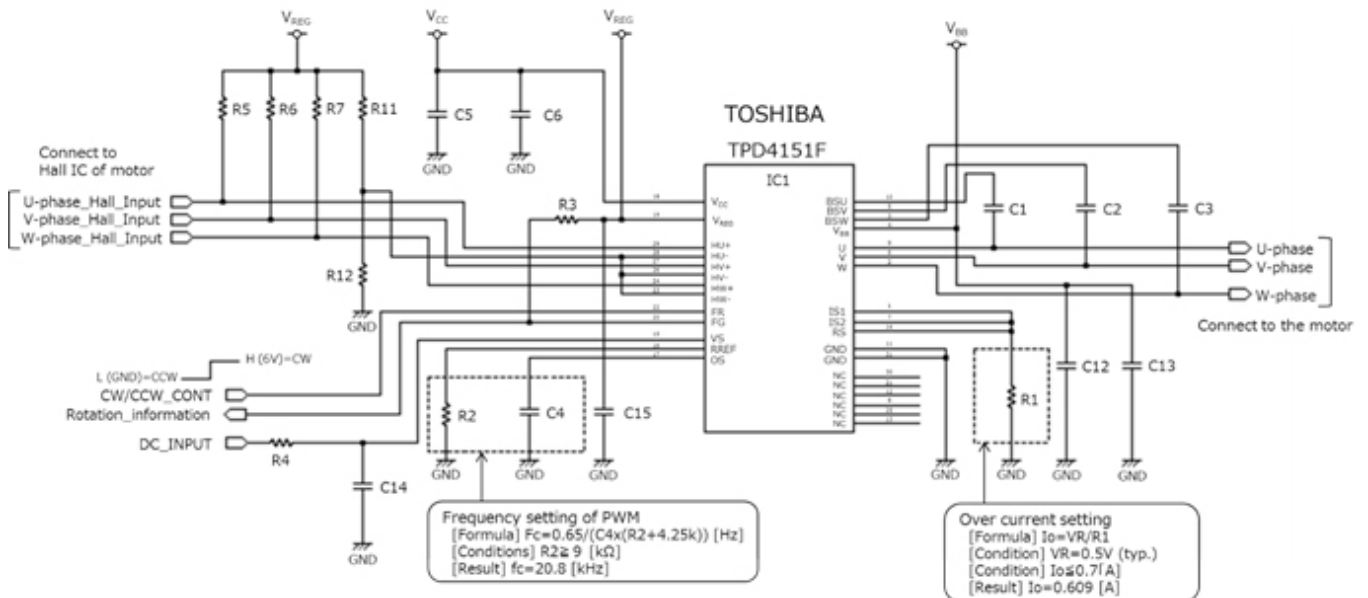 VREG
VCC
VREG
VBB
R5
R6
R7
R11
C5
C6
GND
GND
TOSHIBA
TPD4151F
IC1
Connect to
Hall IC of motor
U-phase_Hall_Input
V-phase_Hall_Input
W-phase_Hall_Input
R3
VCC
VREG
HU+
HU-
HV+
HV-
HW+
HW-
FR
FG
VS
RREF
OS
BSU
BSV
BSW
VBB
U
V
W
IS1
IS2
RS
GND
GND
NC
NC
NC
NC
NC
NC
C1
C2
C3
U-phase
V-phase
W-phase
Connect to the motor
R12
GND
H (6V)=CW
L (GND)=CCW
CW/CCW_CONT
Rotation_information
DC_INPUT
R4
C14
GND
R2
C4
C15
GND
GND
GND
R1
C12
C13
GND
GND
GND
GND
Frequency setting of PWM
[Formula] Fc=0.65/(C4x(R2+4.25k)) [Hz]
[Conditions] R2≧9 [kΩ]
[Result] fc=20.8 [kHz]
Over current setting
[Formula] Io=VR/R1
[Condition] VR=0.5V (typ.)
[Condition] Io≦0.7[A]
[Result] Io=0.609 [A]